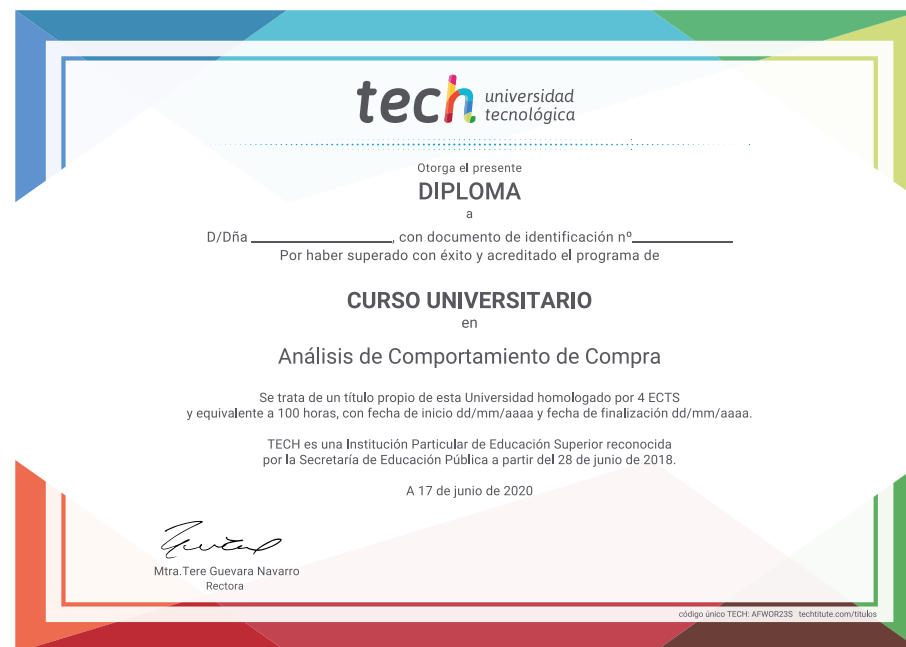 tech universidad
tecnológica
Otorga el presente
DIPLOMA
a
D/Dña ____________________, con documento de identificación nº______________
Por haber superado con éxito y acreditado el programa de
CURSO UNIVERSITARIO
en
Análisis de Comportamiento de Compra
Se trata de un título propio de esta Universidad homologado por 4 ECTS
y equivalente a 100 horas, con fecha de inicio dd/mm/aaaa y fecha de finalización dd/mm/aaaa.
TECH es una Institución Particular de Educación Superior reconocida
por la Secretaría de Educación Pública a partir del 28 de junio de 2018.
A 17 de junio de 2020
Mtra.Tere Guevara Navarro
Rectora
código único TECH: AFWOR23S techtitute.com/titulos